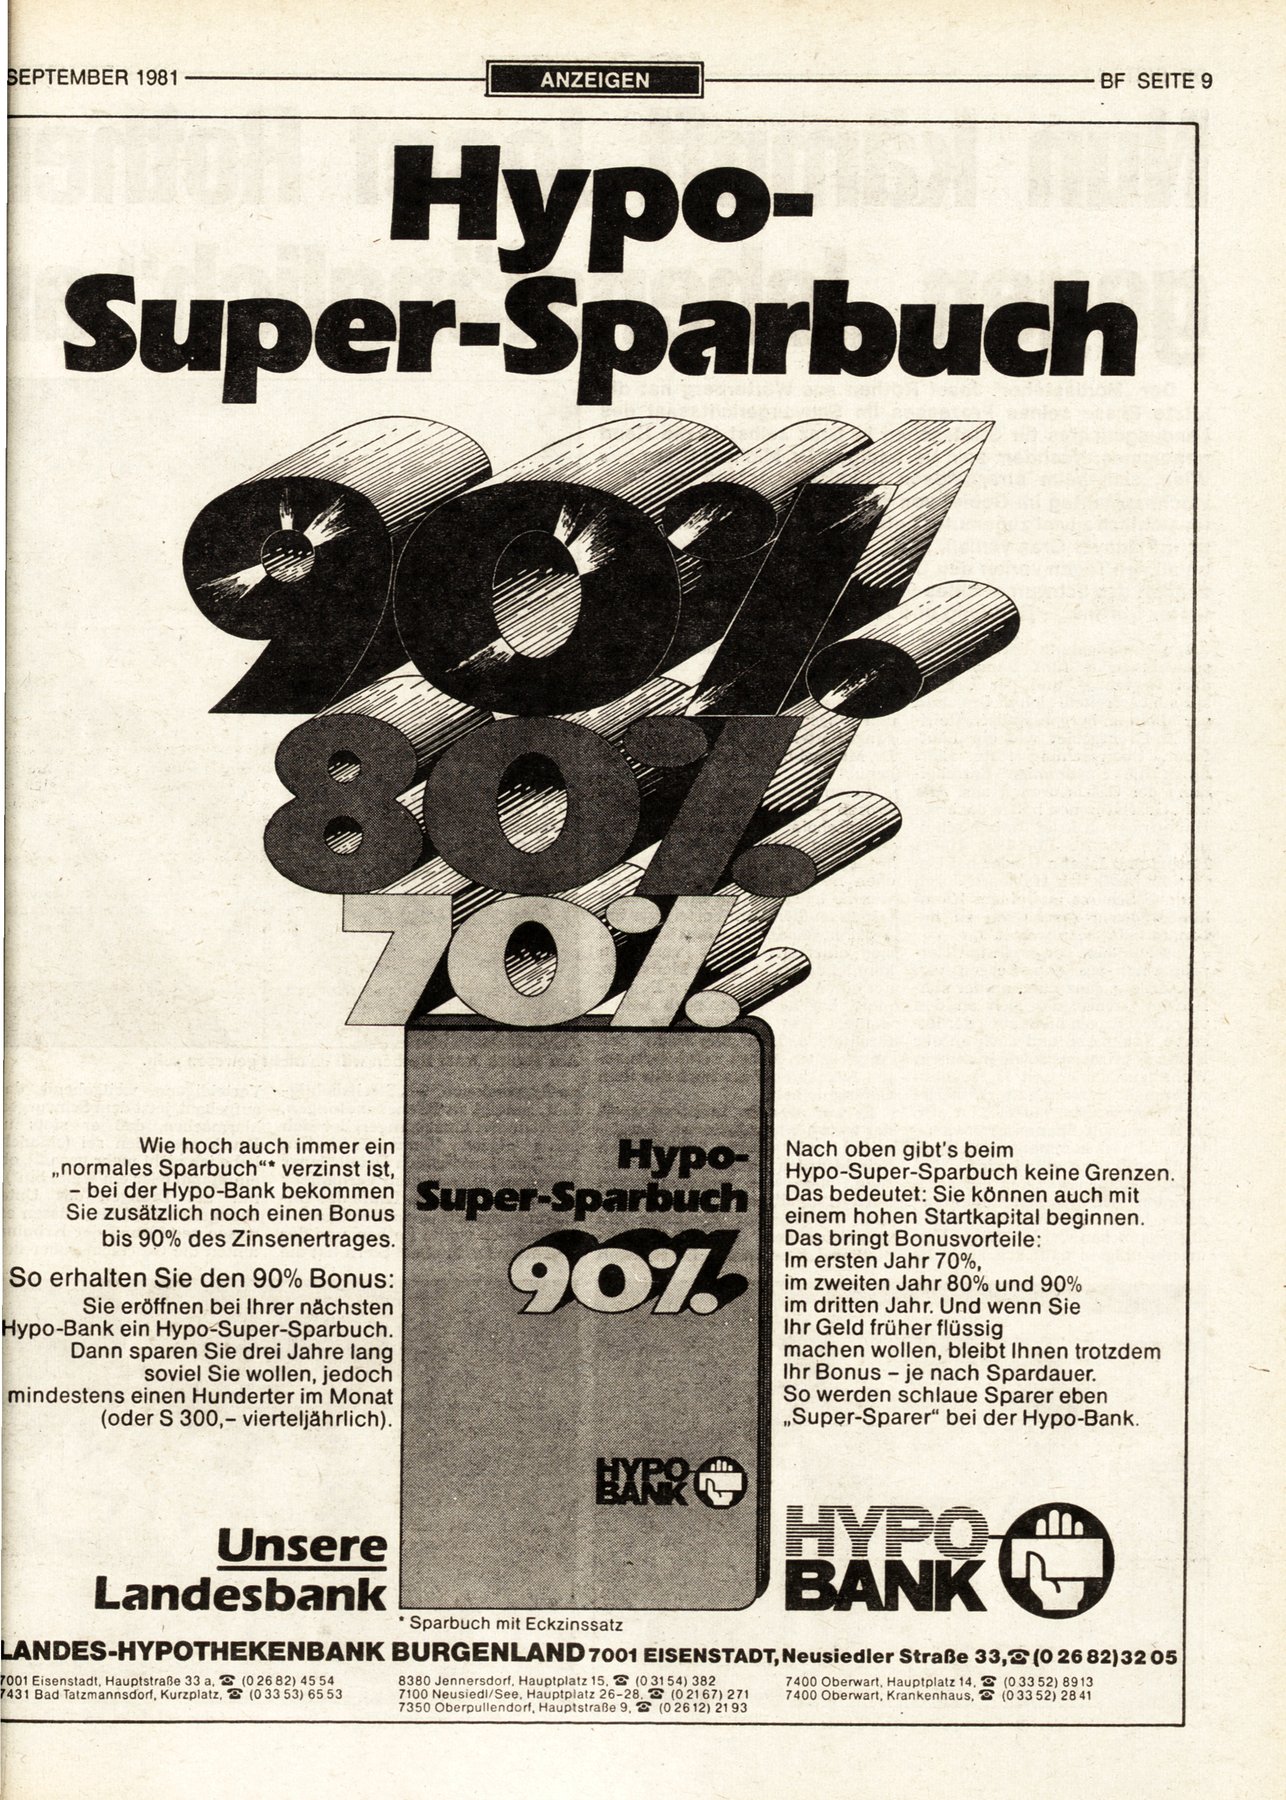 SEPTEMBER 1981
ANZEIGEN
BF SEITE 9
Hypo-
Super-Sparbuch
90%
80%
70%
Wie hoch auch immer ein
„normales Sparbuch“* verzinst ist,
– bei der Hypo-Bank bekommen
Sie zusätzlich noch einen Bonus
bis 90% des Zinsenertrages.
So erhalten Sie den 90% Bonus:
Sie eröffnen bei Ihrer nächsten
Hypo-Bank ein Hypo-Super-Sparbuch.
Dann sparen Sie drei Jahre lang
soviel Sie wollen, jedoch
mindestens einen Hunderter im Monat
(oder S 300,– vierteljährlich).
Unsere
Landesbank
Hypo-
Super-Sparbuch
90%
HYPO
BANK
* Sparbuch mit Eckzinssatz
Nach oben gibt's beim
Hypo-Super-Sparbuch keine Grenzen.
Das bedeutet: Sie können auch mit
einem hohen Startkapital beginnen.
Das bringt Bonusvorteile:
Im ersten Jahr 70%,
im zweiten Jahr 80% und 90%
im dritten Jahr. Und wenn Sie
Ihr Geld früher flüssig
machen wollen, bleibt Ihnen trotzdem
Ihr Bonus – je nach Spardauer.
So werden schlaue Sparer eben
„Super-Sparer“ bei der Hypo-Bank.
HYPO
BANK
LANDES-HYPOTHEKENBANK BURGENLAND 7001 EISENSTADT, Neusiedler Straße 33, ☎ (0 26 82) 32 05
7001 Eisenstadt, Hauptstraße 33 a, ☎ (0 26 82) 45 54
7431 Bad Tatzmannsdorf, Kurzplatz, ☎ (0 33 53) 65 53
8380 Jennersdorf, Hauptplatz 15, ☎ (0 31 54) 382
7100 Neusiedl/See, Hauptplatz 26–28, ☎ (0 21 67) 271
7350 Oberpullendorf, Hauptstraße 9, ☎ (0 26 12) 21 93
7400 Oberwart, Hauptplatz 14, ☎ (0 33 52) 89 13
7400 Oberwart, Krankenhaus, ☎ (0 33 52) 28 41